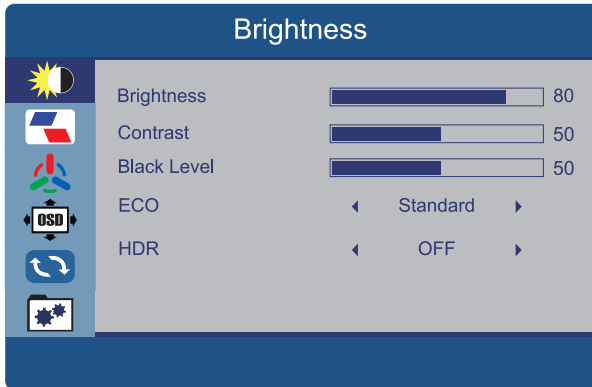 Brightness
Brightness 80
Contrast 50
Black Level 50
ECO Standard
OSD
HDR OFF